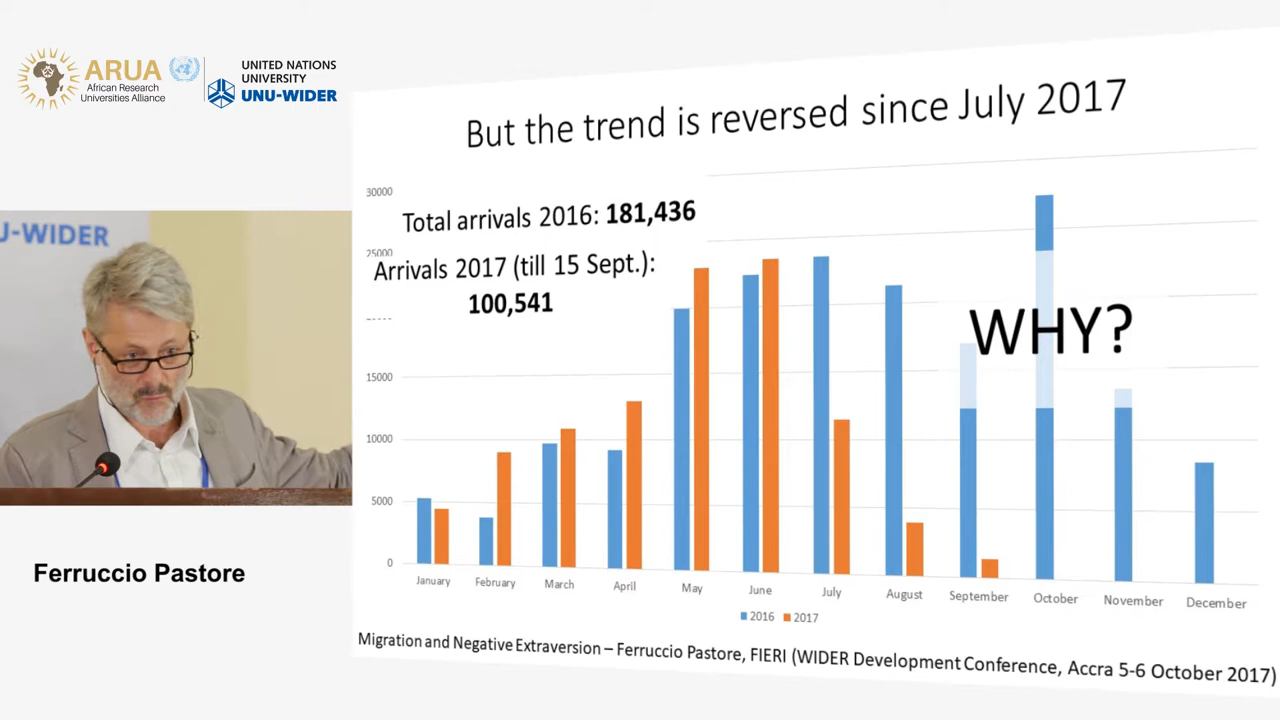 ARUA
African Research
Universities Alliance
UNITED NATIONS
UNIVERSITY
UNU-WIDER
U-WIDER
Ferruccio Pastore
But the trend is reversed since July 2017
Total arrivals 2016: 181,436
Arrivals 2017 (till 15 Sept.):
100,541
WHY?
30000
25000
15000
10000
5000
0
January February March April May June July August September October November December
2016 2017
Migration and Negative Extraversion – Ferruccio Pastore, FIERI (WIDER Development Conference, Accra 5-6 October 2017)